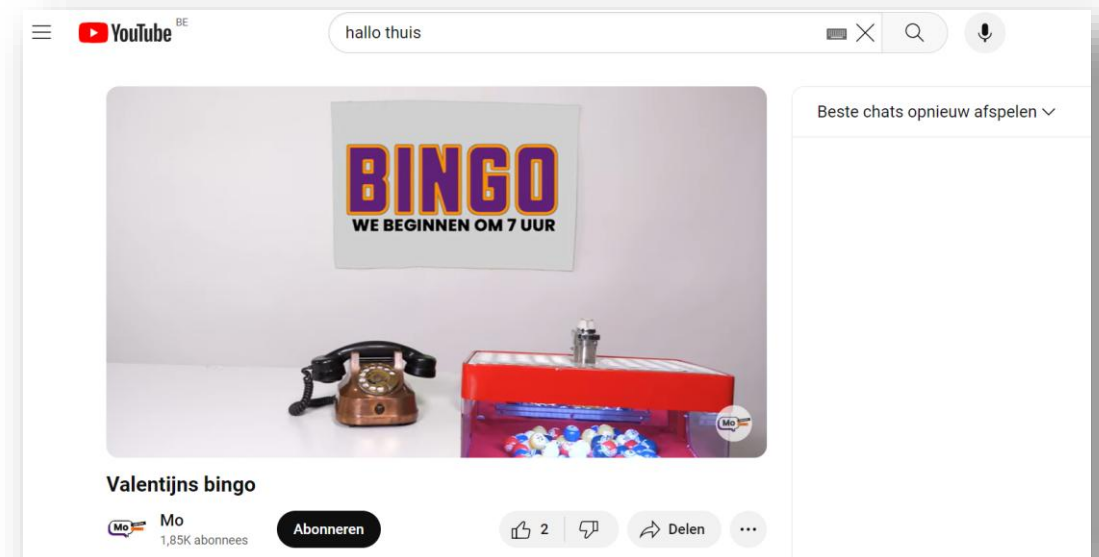 YouTube BE
hallo thuis
Beste chats opnieuw afspelen
BINGO
WE BEGINNEN OM 7 UUR
Mo
Valentijns bingo
Mo
Mo
1,85K abonnees
Abonneren
2
Delen